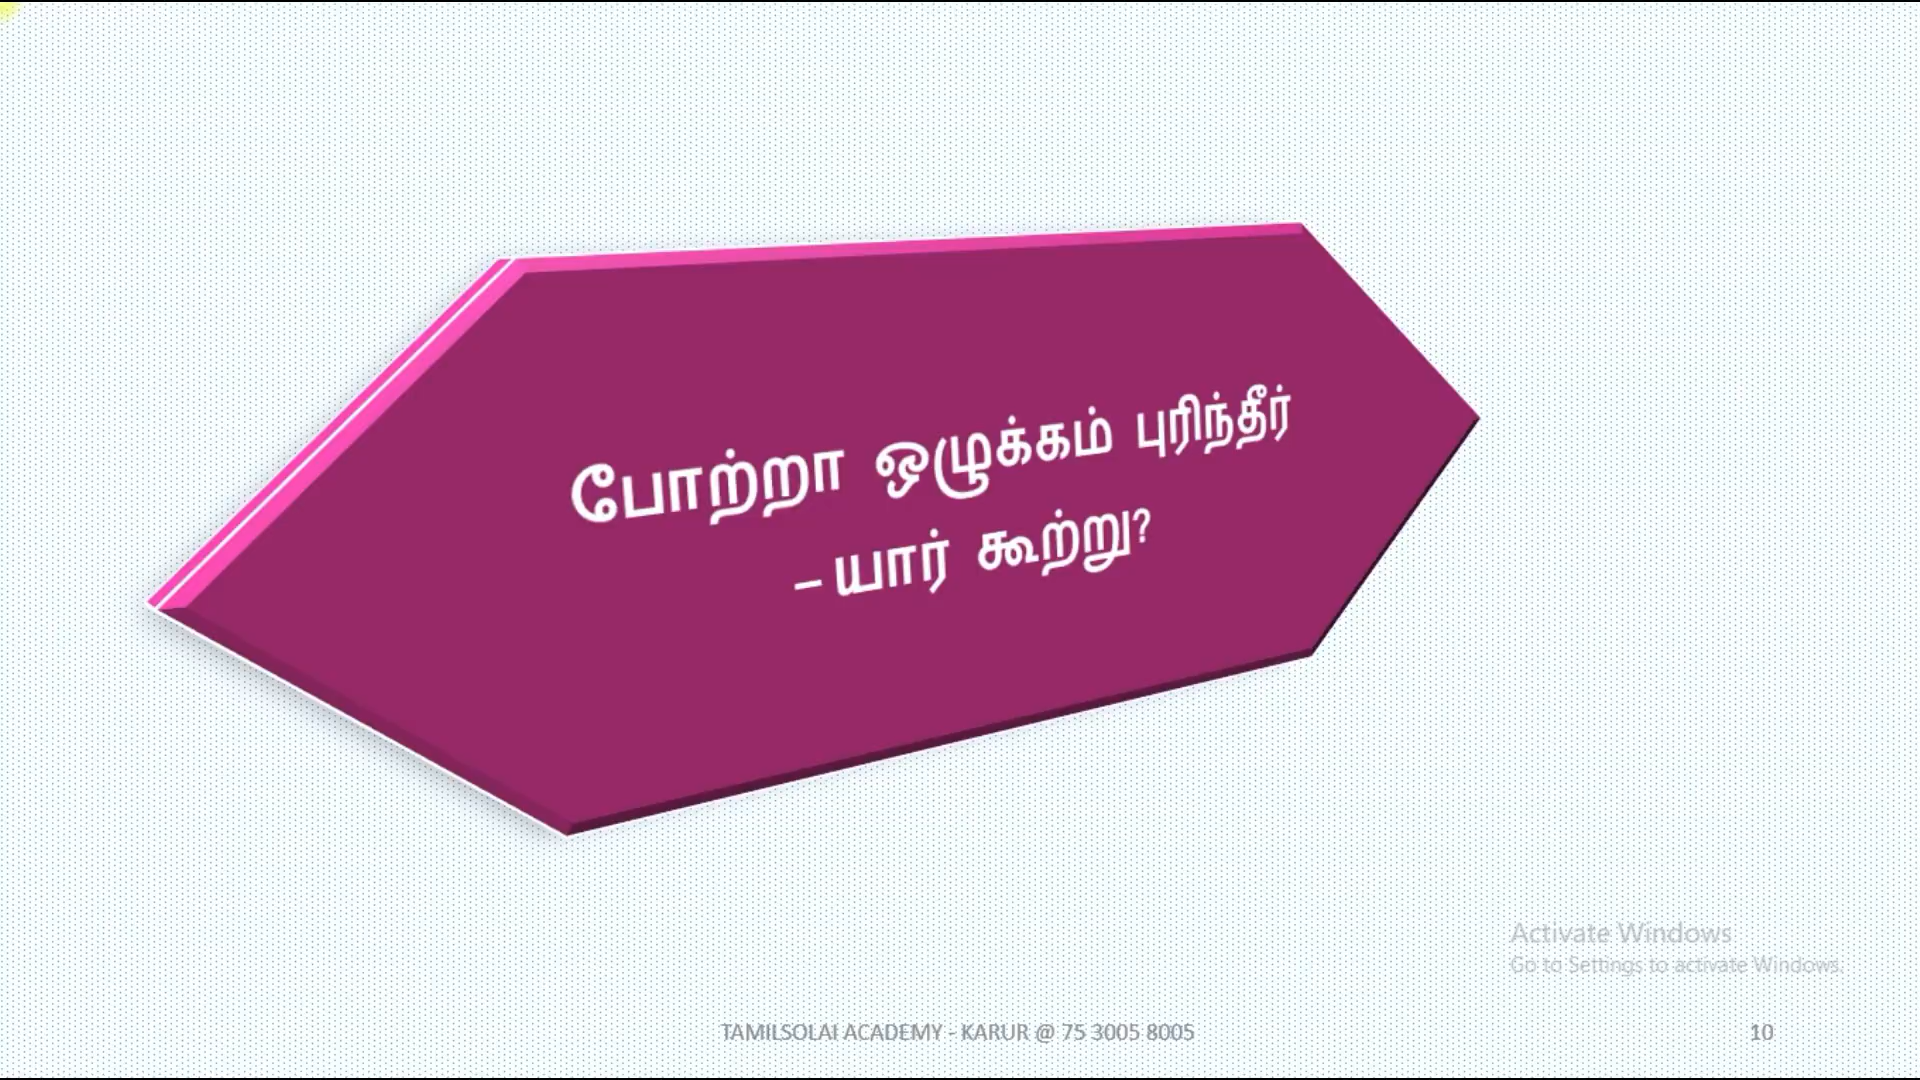 போற்றா ஒழுக்கம் புரிந்தீர்
– யார் கூற்று?
Activate Windows
Go to Settings to activate Windows.
TAMILSOLAI ACADEMY - KARUR @ 75 3005 8005
10